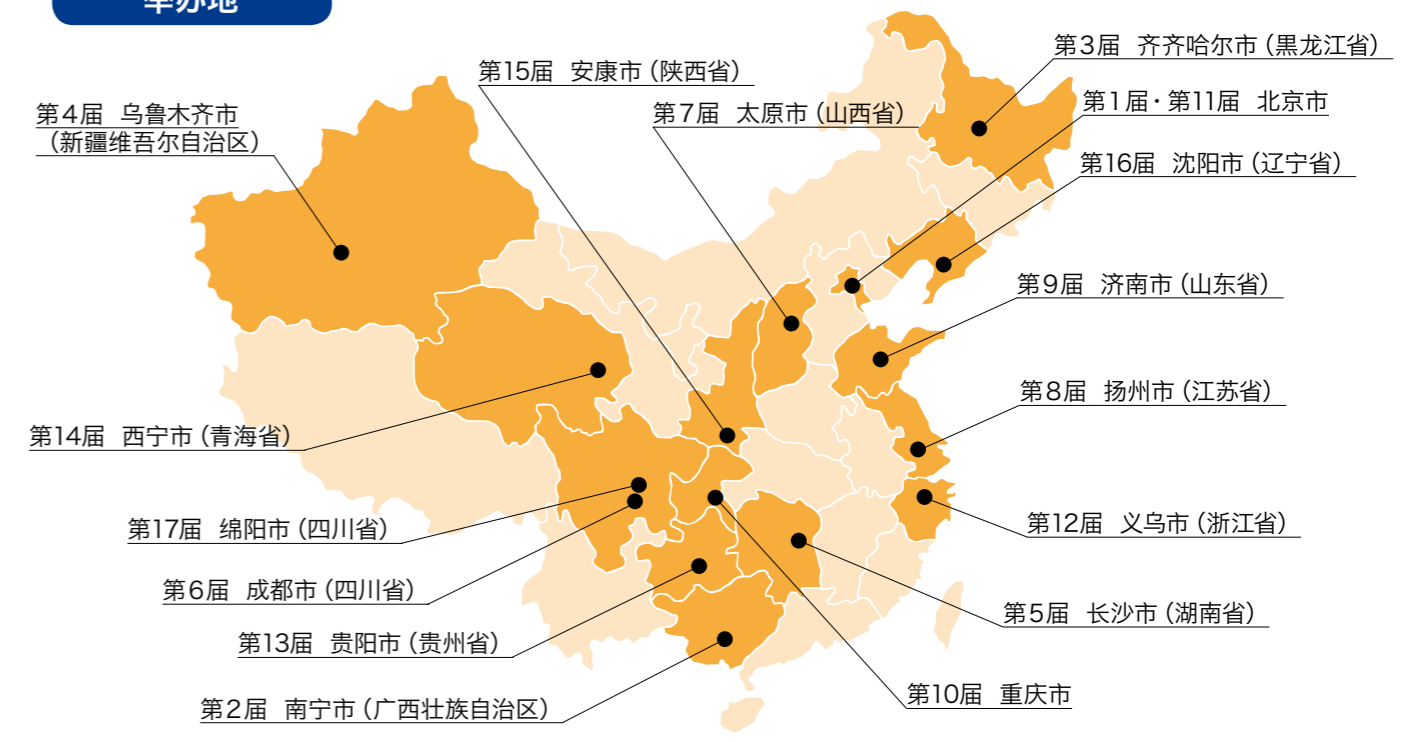 举办地
第3届 齐齐哈尔市（黒龙江省）
第15届 安康市（陕西省）
第1届・第11届 北京市
第4届 乌鲁木齐市
（新疆维吾尔自治区）
第7届 太原市（山西省）
第16届 沈阳市（辽宁省）
第9届 济南市（山东省）
第8届 扬州市（江苏省）
第14届 西宁市（青海省）
第12届 义乌市（浙江省）
第17届 绵阳市（四川省）
第6届 成都市（四川省）
第5届 长沙市（湖南省）
第13届 贵阳市（贵州省）
第10届 重庆市
第2届 南宁市（广西壮族自治区）